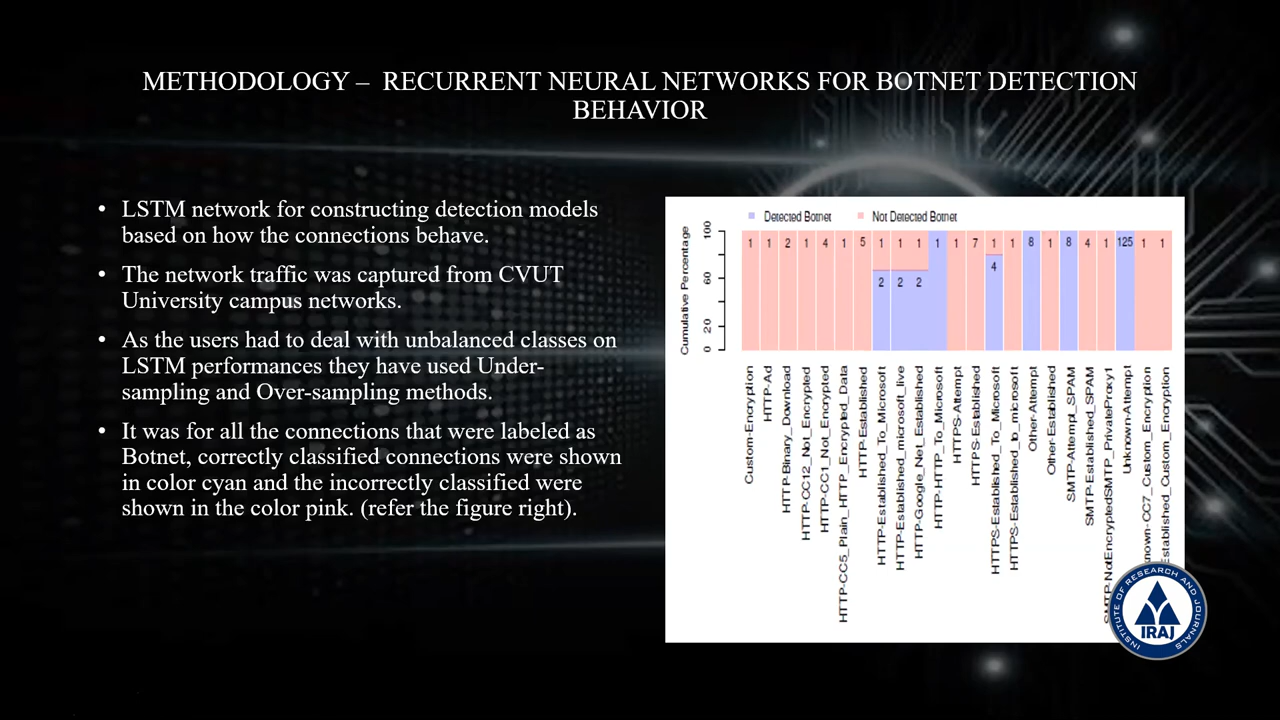 METHODOLOGY – RECURRENT NEURAL NETWORKS FOR BOTNET DETECTION
BEHAVIOR
• LSTM network for constructing detection models
based on how the connections behave.
• The network traffic was captured from CVUT
University campus networks.
• As the users had to deal with unbalanced classes on
LSTM performances they have used Under-
sampling and Over-sampling methods.
• It was for all the connections that were labeled as
Botnet, correctly classified connections were shown
in color cyan and the incorrectly classified were
shown in the color pink. (refer the figure right).
Detected Botnet Not Detected Botnet
Cumulative Percentage
100
60
20
0
1 1 2 1 4 1 5 1 1 1 1 1 7 1 1 8 1 8 4 1 125 1 1
2 2 2 4
Custom-Encryption
HTTP-Ad
HTTP-Binary_Download
HTTP-CC12_Not_Encrypted
HTTP-CC1_Not_Encrypted
HTTP-CC5_Plain_HTTP_Encrypted_Data
HTTP-Established
HTTP-Established_To_Microsoft
HTTP-Established_microsoft_live
HTTP-Google_Net_Established
HTTP-HTTP_To_Microsoft
HTTPS-Attempt
HTTPS-Established
HTTPS-Established_To_Microsoft
HTTPS-Established_to_microsoft
Other-Attempt
Other-Established
SMTP-Attempt_SPAM
SMTP-Established_SPAM
SMTP-NotEncryptedSMTP_PrivateProxy1
Unknown-Attempt
nown-CC7_Custom_Encryption
Established_Custom_Encryption
INSTITUTE OF RESEARCH AND JOURNALS
IRAJ